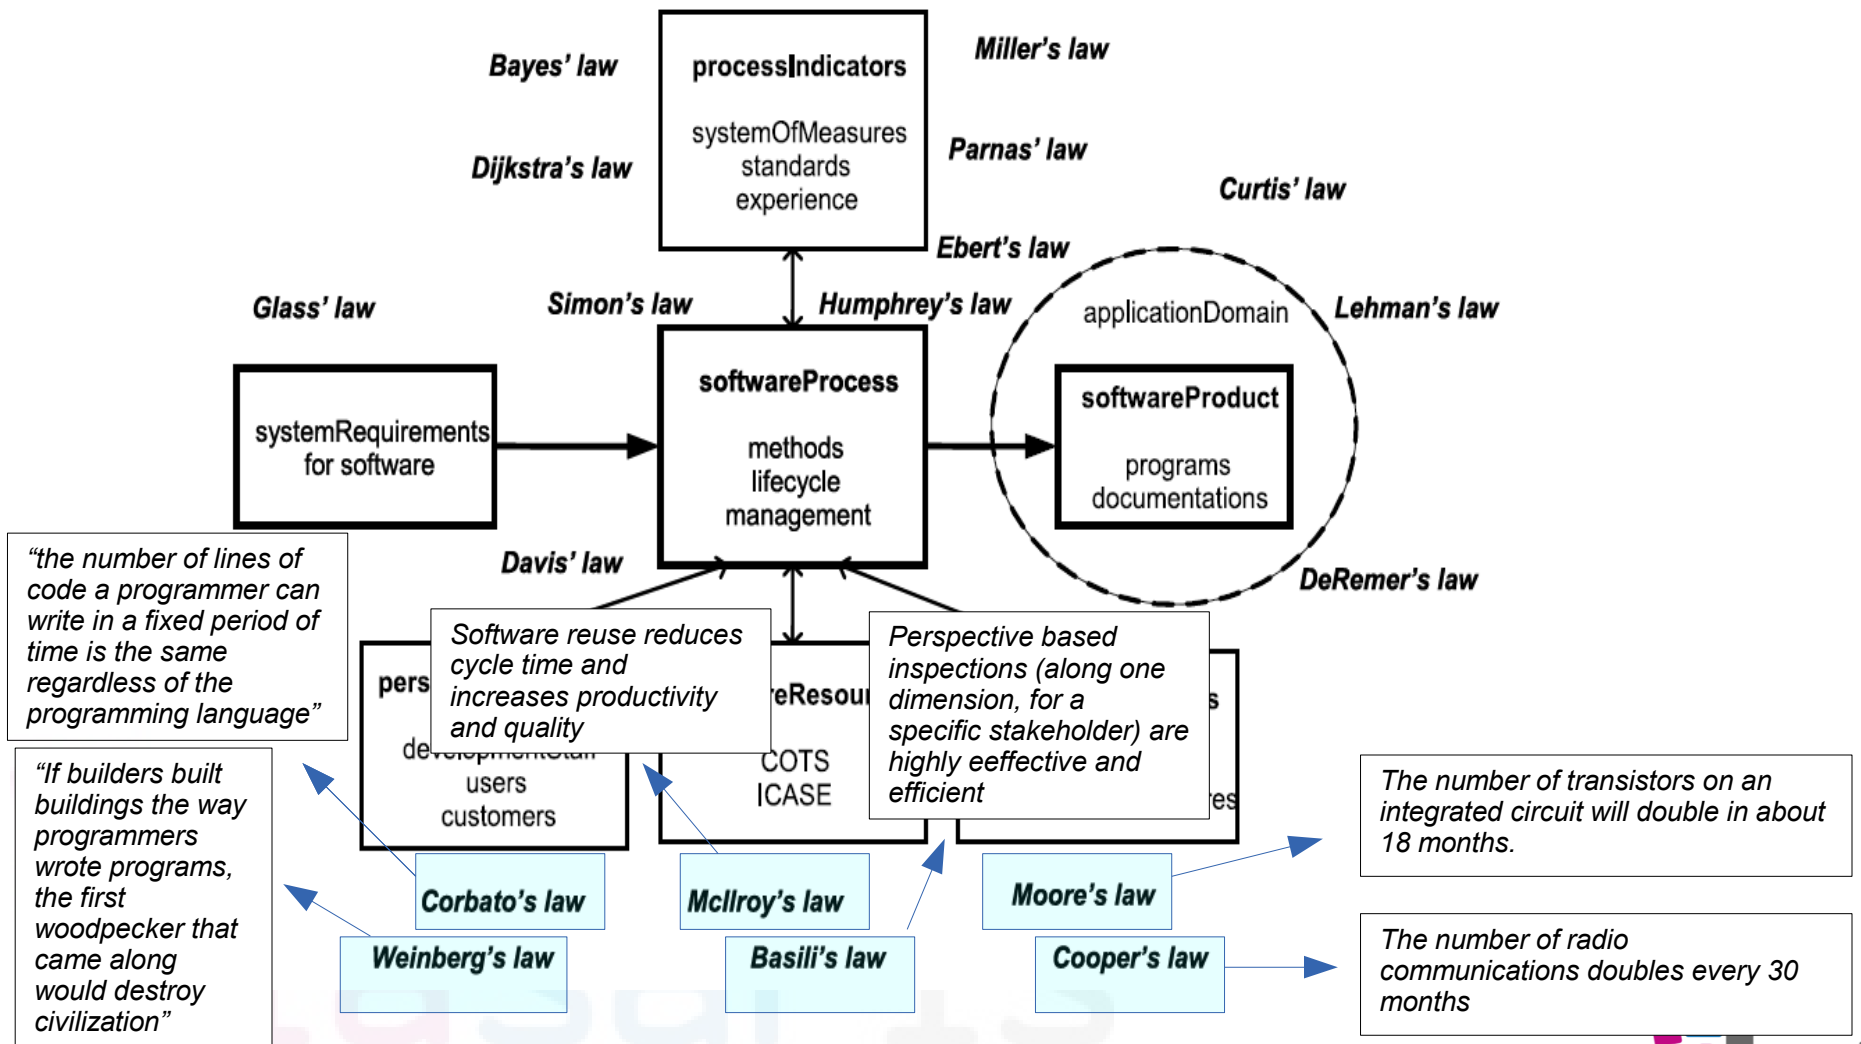 Bayes' law
processIndicators
Miller's law
systemOfMeasures
standards
experience
Dijkstra's law
Parnas' law
Curtis' law
Ebert's law
Glass' law
Simon's law
Humphrey's law
applicationDomain
Lehman's law
systemRequirements
for software
softwareProcess
methods
lifecycle
management
softwareProduct
programs
documentations
Davis' law
DeRemer's law
“the number of lines of
code a programmer can
write in a fixed period of
time is the same
regardless of the
programming language”
Software reuse reduces
cycle time and
increases productivity
and quality
Perspective based
inspections (along one
dimension, for a
specific stakeholder) are
highly eeffective and
efficient
pers
reResour
s
users
customers
COTS
ICASE
res
“If builders built
buildings the way
programmers
wrote programs,
the first
woodpecker that
came along
would destroy
civilization”
The number of transistors on an
integrated circuit will double in about
18 months.
Corbato's law
McIlroy's law
Moore's law
Weinberg's law
Basili's law
Cooper's law
The number of radio
communications doubles every 30
months